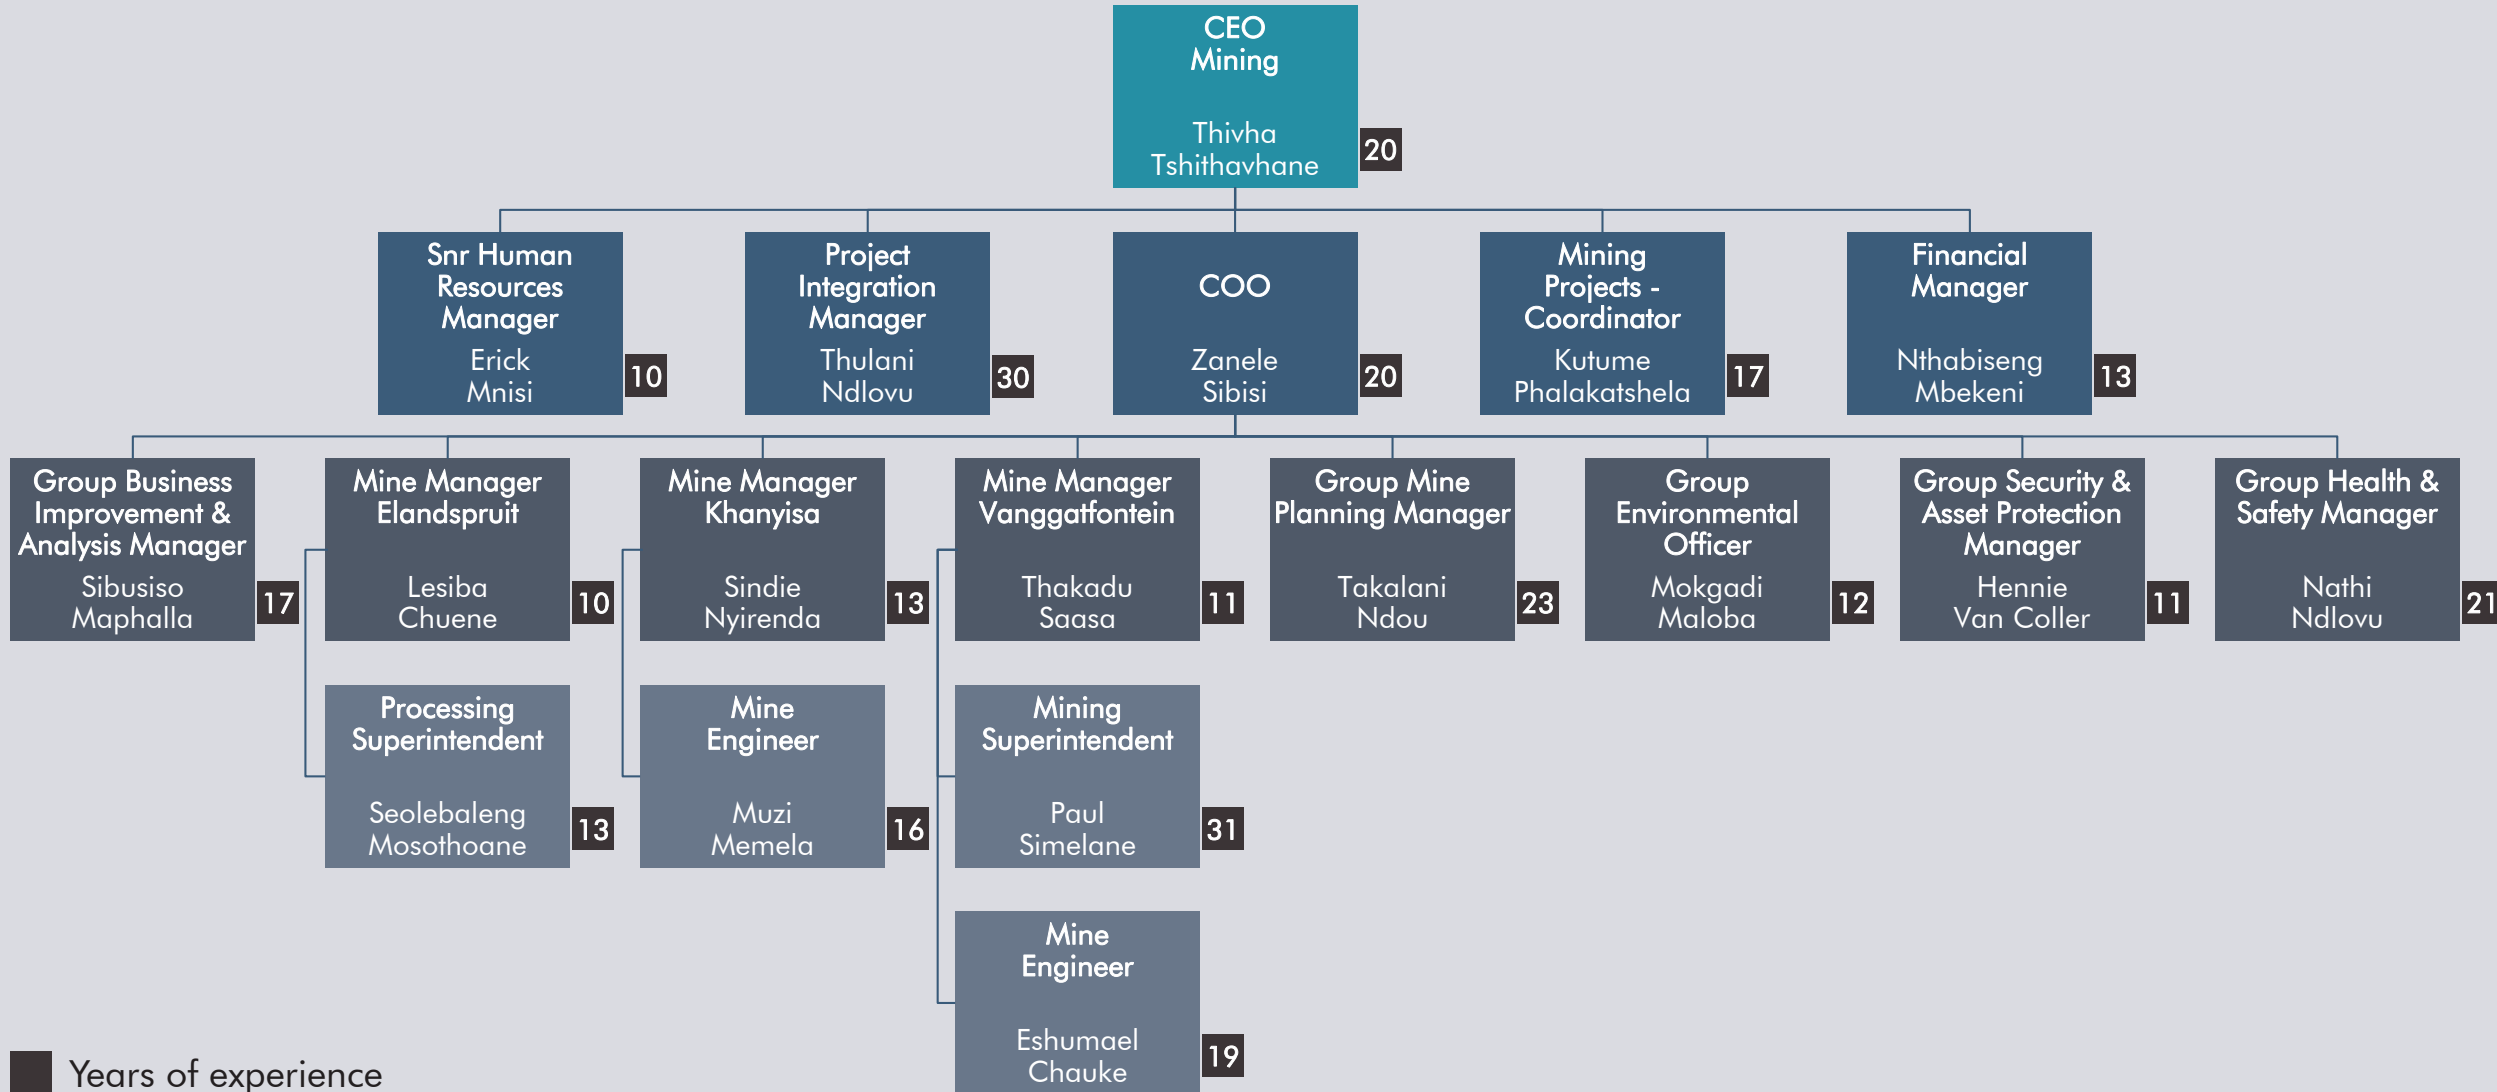 CEO
Mining
Thivha
Tshithavhane
20
Snr Human
Resources
Manager
Erick
Mnisi
10
Project
Integration
Manager
Thulani
Ndlovu
30
COO
Zanele
Sibisi
20
Mining
Projects -
Coordinator
Kutume
Phalakatshela
17
Financial
Manager
Nthabiseng
Mbekeni
13
Group Business
Improvement &
Analysis Manager
Sibusiso
Maphalla
17
Mine Manager
Elandspruit
Lesiba
Chuene
10
Mine Manager
Khanyisa
Sindie
Nyirenda
13
Mine Manager
Vanggatfontein
Thakadu
Saasa
11
Group Mine
Planning Manager
Takalani
Ndou
23
Group
Environmental
Officer
Mokgadi
Maloba
12
Group Security &
Asset Protection
Manager
Hennie
Van Coller
11
Group Health &
Safety Manager
Nathi
Ndlovu
21
Processing
Superintendent
Seolebaleng
Mosothoane
13
Mine
Engineer
Muzi
Memela
16
Mining
Superintendent
Paul
Simelane
31
Mine
Engineer
Eshumael
Chauke
19
Years of experience